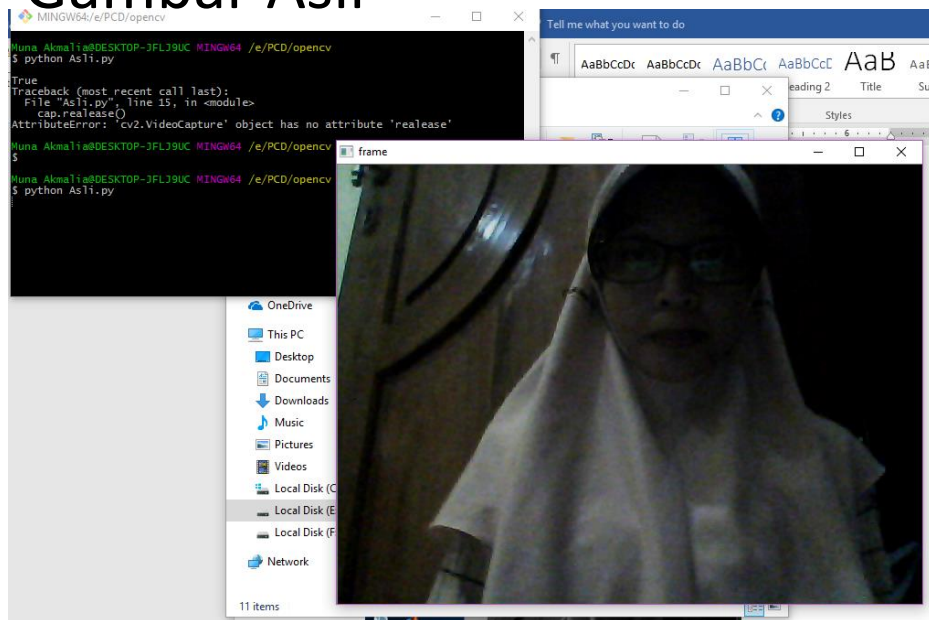 Gambar Asli
MINGW64:/e/PCD/opencv
Tell me what you want to do
Muna Akmalia@DESKTOP-JFLJ9UC MINGW64 /e/PCD/opencv
$ python Asli.py
True
Traceback (most recent call last):
File "Asli.py", line 15, in <module>
cap.realease()
AttributeError: 'cv2.VideoCapture' object has no attribute 'realease'
Muna Akmalia@DESKTOP-JFLJ9UC MINGW64 /e/PCD/opencv
$
Muna Akmalia@DESKTOP-JFLJ9UC MINGW64 /e/PCD/opencv
$ python Asli.py
AaBbCcDc AaBbCcDc AaBbCc AaBbCcE AaB AaB
eading 2 Title Su
Styles
6
frame
OneDrive
This PC
Desktop
Documents
Downloads
Music
Pictures
Videos
Local Disk (C
Local Disk (E
Local Disk (F
Network
11 items